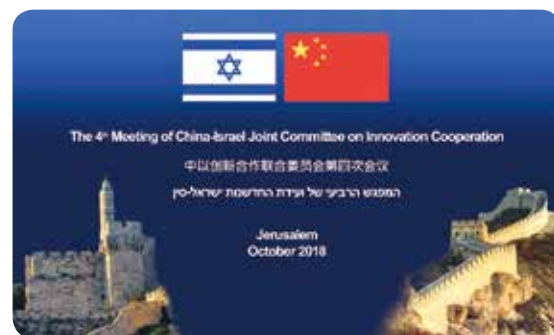 The 4th Meeting of China-Israel Joint Committee on Innovation Cooperation
中以创新合作联合委员会第四次会议
המפגש הרביעי של ועידת החדשנות ישראל-סין
Jerusalem
October 2018